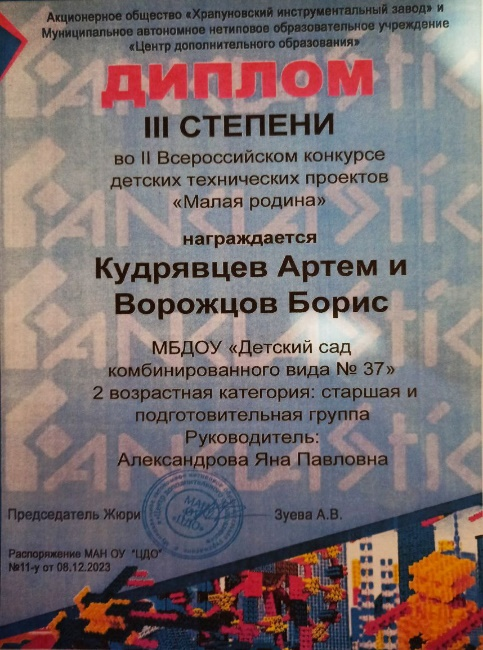 Акционерное общество «Храпуновский инструментальный завод» и
Муниципальное автономное нетиповое образовательное учреждение
«Центр дополнительного образования»
ДИПЛОМ
III СТЕПЕНИ
во II Всероссийском конкурсе
детских технических проектов
«Малая родина»
награждается
Кудрявцев Артем и
Ворожцов Борис
МБДОУ «Детский сад
комбинированного вида № 37»
2 возрастная категория: старшая и
подготовительная группа
Руководитель:
Александрова Яна Павловна
Председатель Жюри
Зуева А.В.
Распоряжение МАН ОУ "ЦДО"
№11-у от 08.12.2023